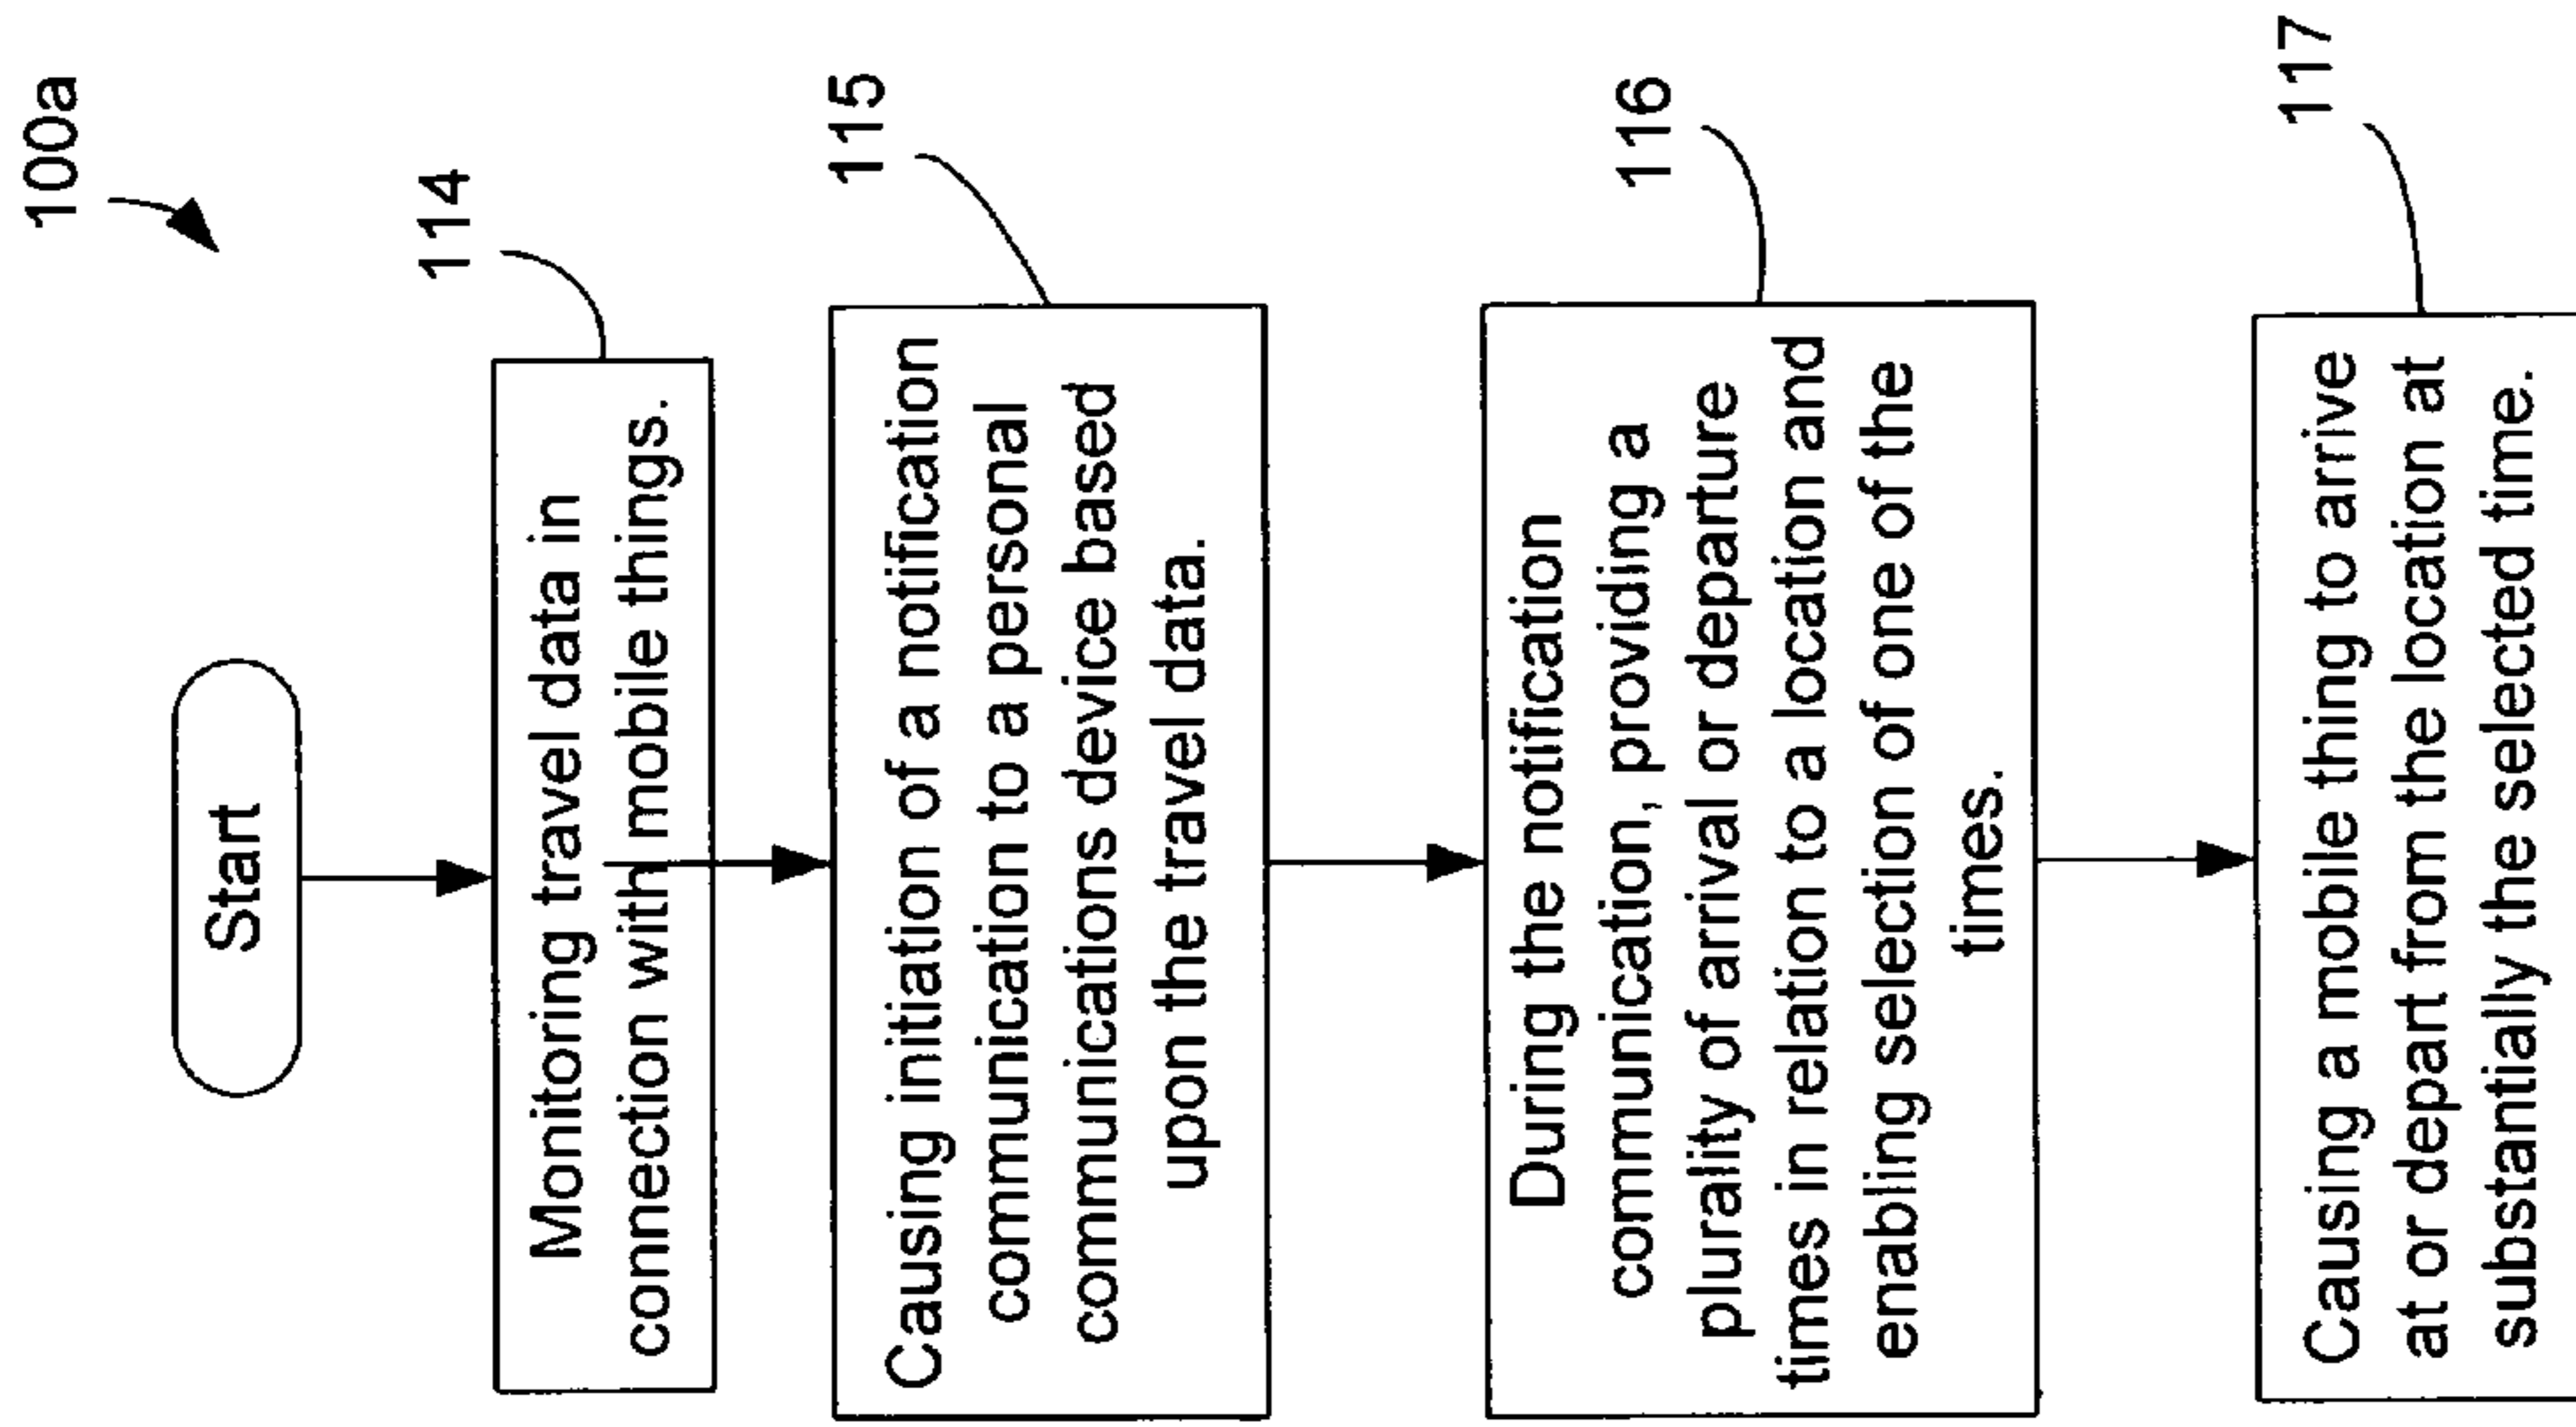 100a
Start
114
Monitoring travel data in
connection with mobile things.
115
Causing initiation of a notification
communication to a personal
communications device based
upon the travel data.
116
During the notification
communication, providing a
plurality of arrival or departure
times in relation to a location and
enabling selection of one of the
times.
117
Causing a mobile thing to arrive
at or depart from the location at
substantially the selected time.